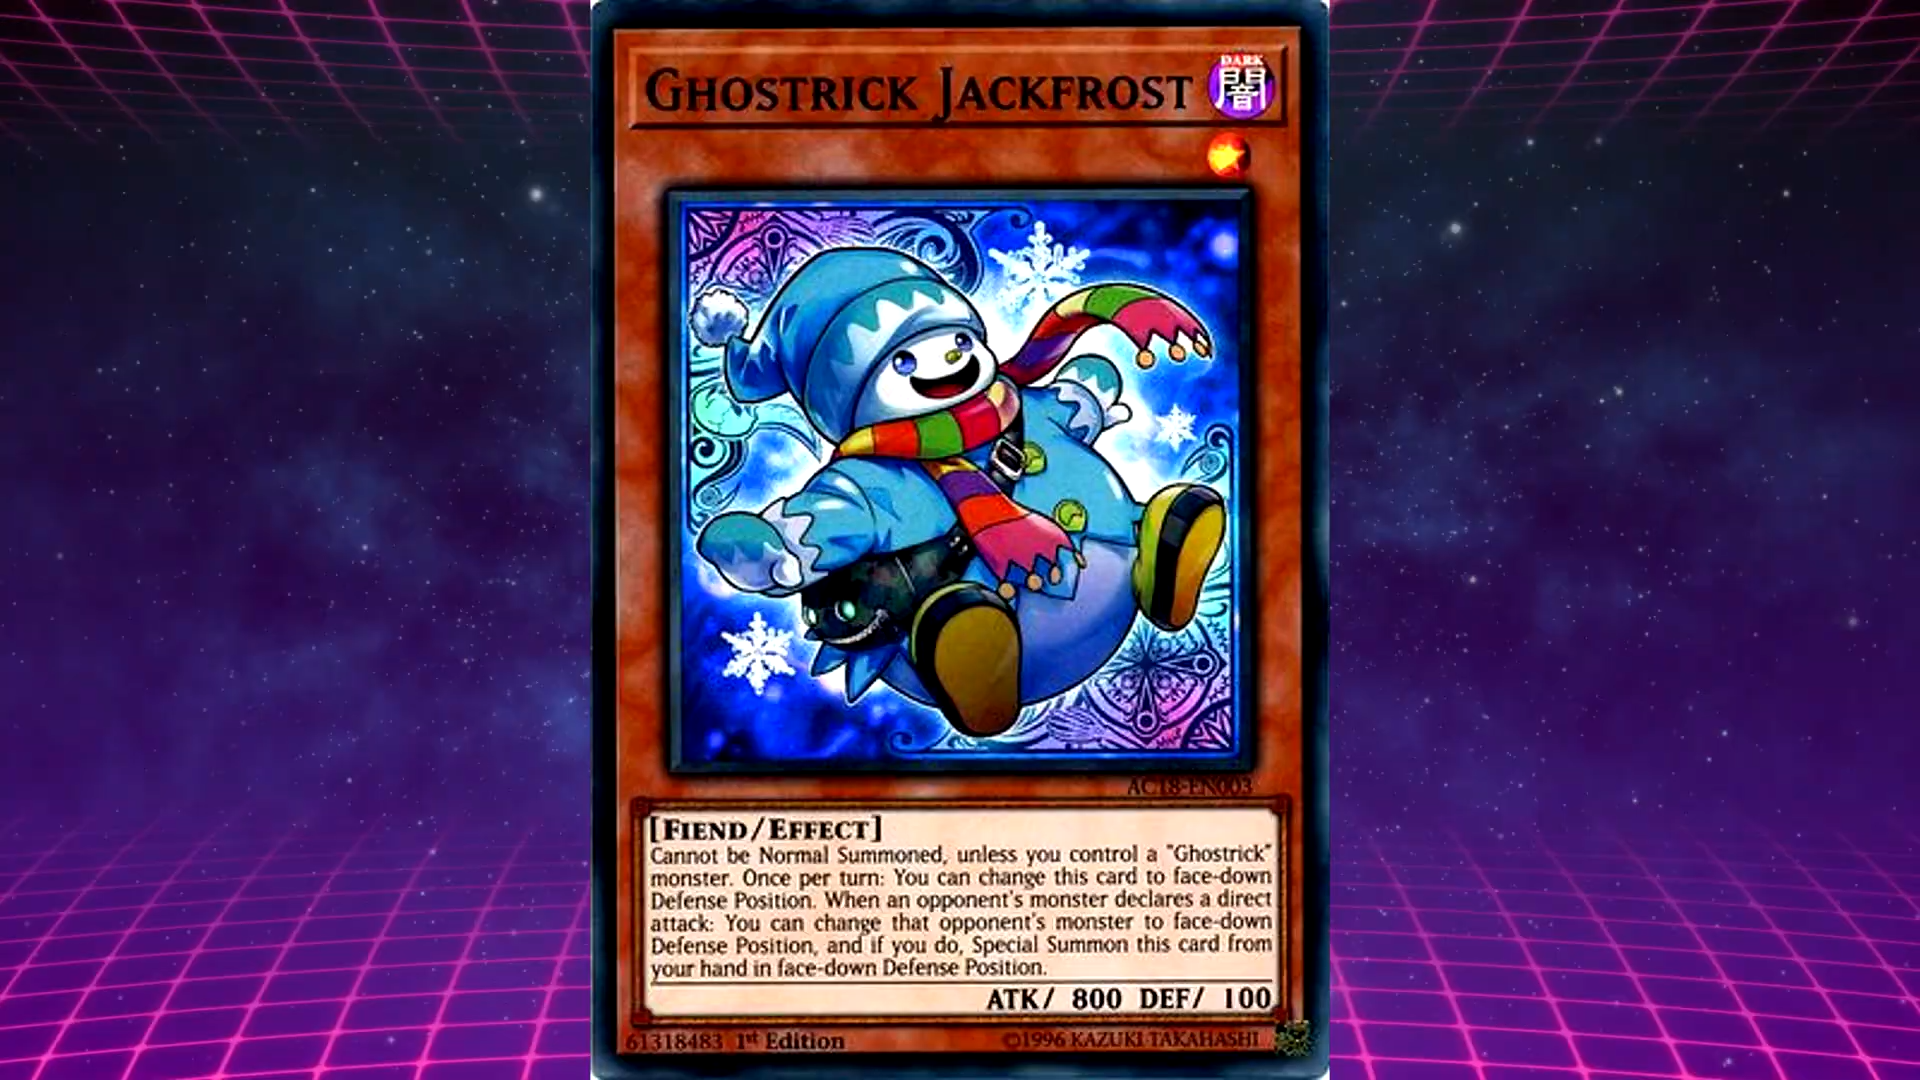 GHOSTRICK JACKFROST
DARK
闇
AC18-EN003
[FIEND/EFFECT]
Cannot be Normal Summoned, unless you control a "Ghostrick"
monster. Once per turn: You can change this card to face-down
Defense Position. When an opponent's monster declares a direct
attack: You can change that opponent's monster to face-down
Defense Position, and if you do, Special Summon this card from
your hand in face-down Defense Position.
ATK/ 800 DEF/ 100
61318483 1st Edition
©1996 KAZUKI TAKAHASHI